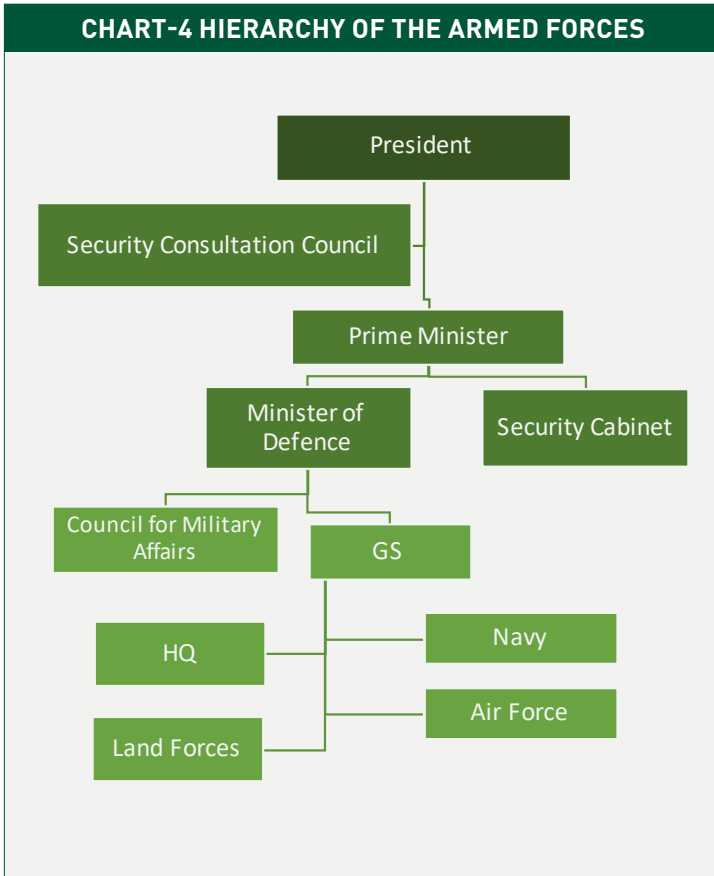 CHART-4 HIERARCHY OF THE ARMED FORCES
President
Security Consultation Council
Prime Minister
Minister of
Defence
Security Cabinet
Council for Military
Affairs
GS
HQ
Navy
Land Forces
Air Force